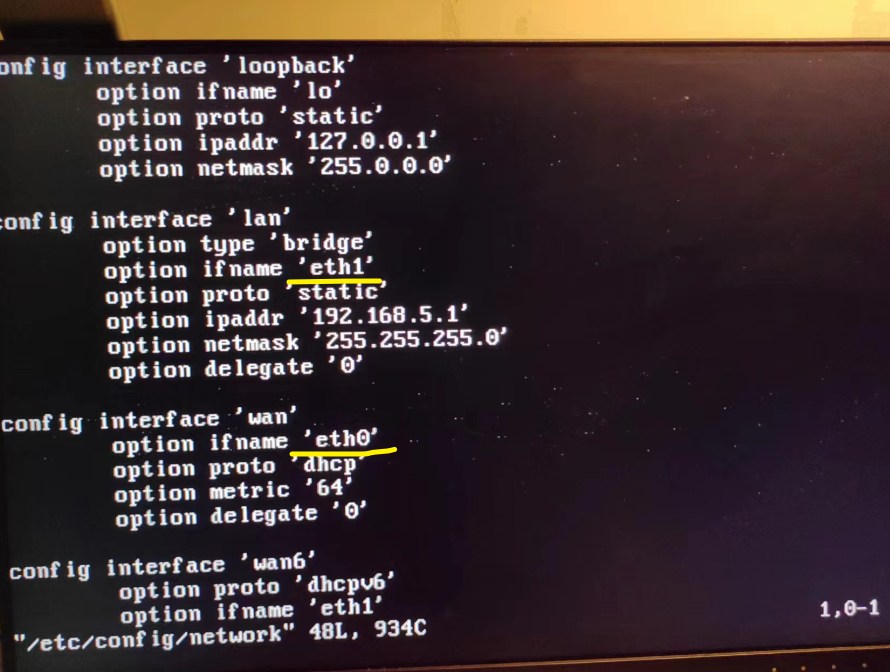 onfig interface 'loopback'
option ifname 'lo'
option proto 'static'
option ipaddr '127.0.0.1'
option netmask '255.0.0.0'
config interface 'lan'
option type 'bridge'
option ifname 'eth1'
option proto 'static'
option ipaddr '192.168.5.1'
option netmask '255.255.255.0'
option delegate '0'
config interface 'wan'
option ifname 'eth0'
option proto 'dhcp'
option metric '64'
option delegate '0'
config interface 'wan6'
option proto 'dhcpv6'
option ifname 'eth1'
"/etc/config/network" 48L, 934C 1,0-1